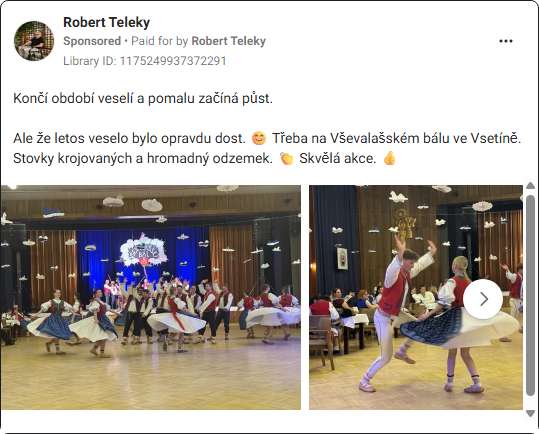 Robert Teleky
Sponsored • Paid for by Robert Teleky
Library ID: 1175249937372291
Končí období veselí a pomalu začíná půst.
Ale že letos veselo bylo opravdu dost. 😊 Třeba na Vševalašském bálu ve Vsetíně.
Stovky krojovaných a hromadný odzemek. 👏 Skvělá akce. 👍